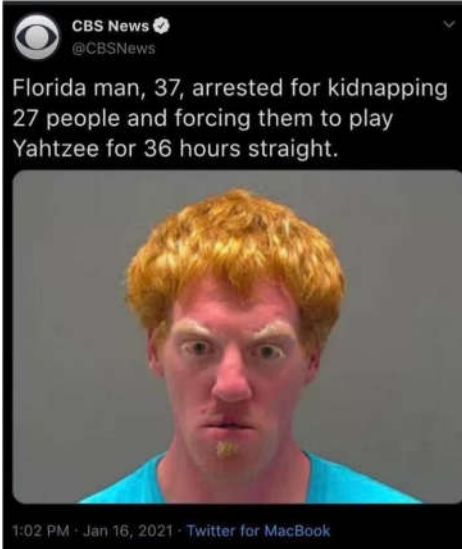 CBS News
@CBSNews
Florida man, 37, arrested for kidnapping
27 people and forcing them to play
Yahtzee for 36 hours straight.
1:02 PM · Jan 16, 2021 · Twitter for MacBook